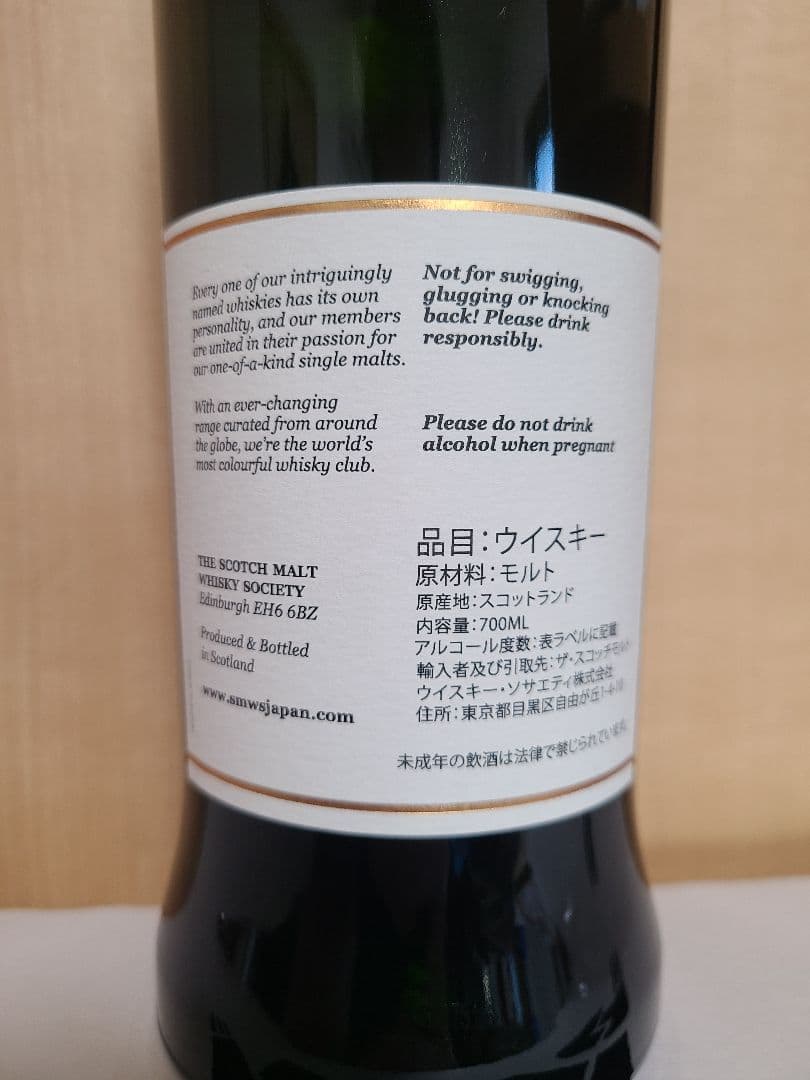 Every one of our intriguingly
named whiskies has its own
personality, and our members
are united in their passion for
our one-of-a-kind single malts.
With an ever-changing
range curated from around
the globe, we're the world's
most colourful whisky club.
THE SCOTCH MALT
WHISKY SOCIETY
Edinburgh EH6 6BZ
Produced & Bottled
in Scotland
www.smwsjapan.com
Not for swigging,
glugging or knocking
back! Please drink
responsibly.
Please do not drink
alcohol when pregnant
品目:ウイスキー
原材料:モルト
原産地:スコットランド
内容量:700ML
アルコール度数:表ラベルに記載
輸入者及び引取先:ザ・スコッチモルト
ウイスキー・ソサエティ株式会社
住所:東京都目黒区自由が丘1-4-10
未成年の飲酒は法律で禁じられています。